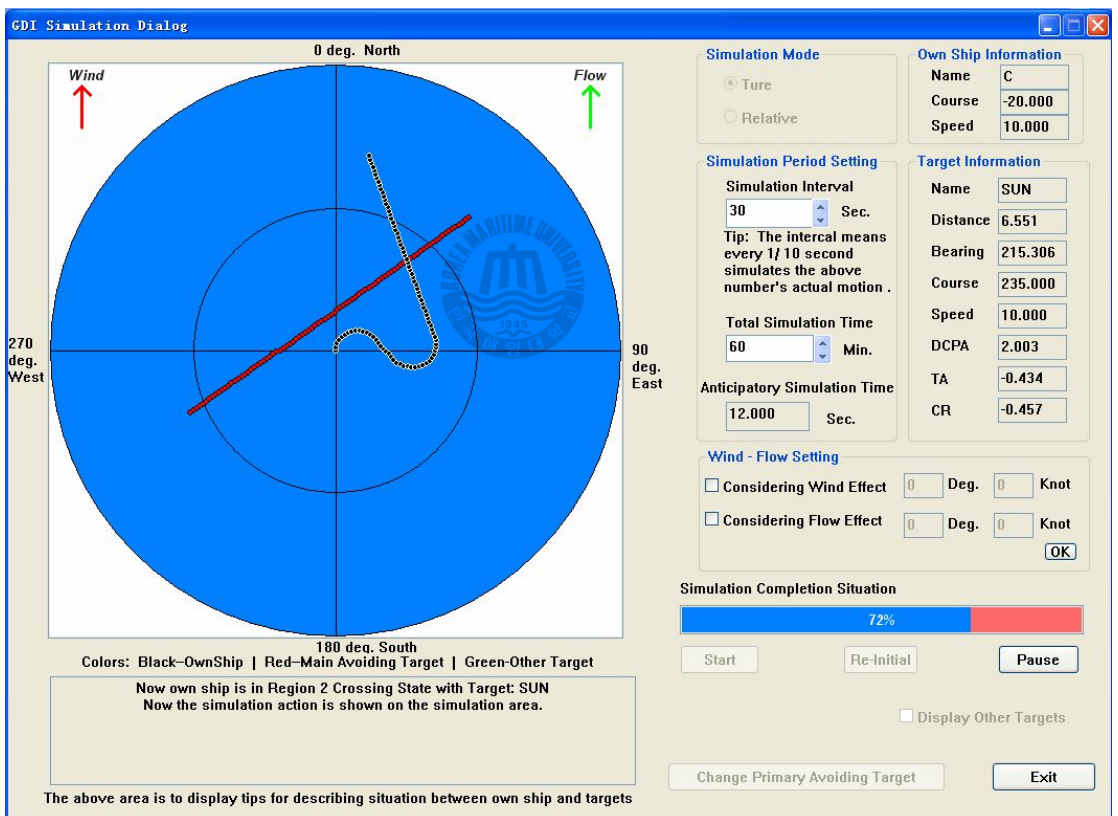 GDI Simulation Dialog
0 deg. North
Wind
Flow
270
deg.
West
90
deg.
East
KOREA MARITIME UNIVERSITY
1945
180 deg. South
Colors: Black-OwnShip | Red-Main Avoiding Target | Green-Other Target
Now own ship is in Region 2 Crossing State with Target: SUN
Now the simulation action is shown on the simulation area.
The above area is to display tips for describing situation between own ship and targets
Simulation Mode
Ture
Relative
Own Ship Information
Name C
Course -20.000
Speed 10.000
Simulation Period Setting
Simulation Interval
30 Sec.
Tip: The intercal means
every 1/ 10 second
simulates the above
number's actual motion .
Total Simulation Time
60 Min.
Anticipatory Simulation Time
12.000 Sec.
Target Information
Name SUN
Distance 6.551
Bearing 215.306
Course 235.000
Speed 10.000
DCPA 2.003
TA -0.434
CR -0.457
Wind - Flow Setting
Considering Wind Effect 0 Deg. 0 Knot
Considering Flow Effect 0 Deg. 0 Knot
OK
Simulation Completion Situation
72%
Start Re-Initial Pause
Display Other Targets
Change Primary Avoiding Target Exit